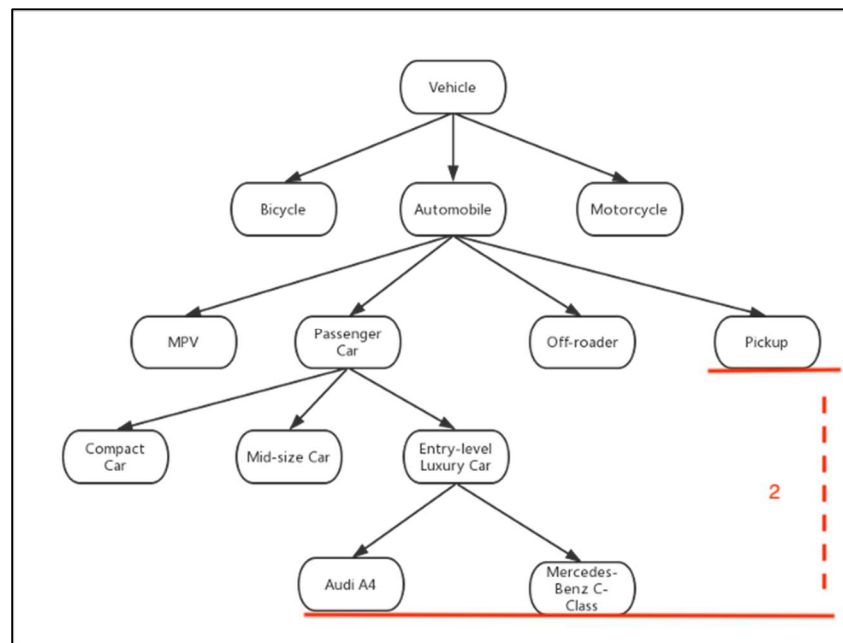 Vehicle
Bicycle
Automobile
Motorcycle
MPV
Passenger
Car
Off-roader
Pickup
Compact
Car
Mid-size Car
Entry-level
Luxury Car
2
Audi A4
Mercedes-
Benz C-
Class